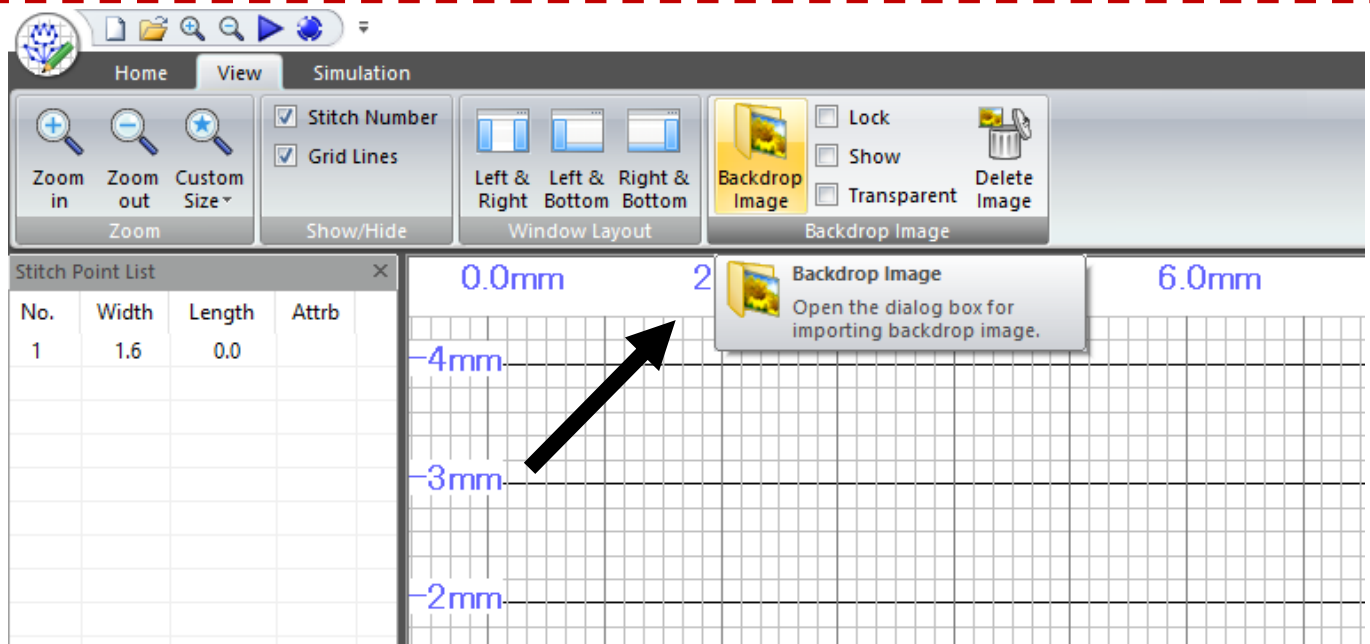 Home View Simulation
Stitch Number
Grid Lines
Zoom in
Zoom out
Custom Size
Left & Right
Left & Bottom
Right & Bottom
Backdrop Image
Lock
Show
Transparent
Delete Image
Zoom Show/Hide Window Layout Backdrop Image
Stitch Point List
0.0mm 2 6.0mm
Backdrop Image
Open the dialog box for
importing backdrop image.
No. Width Length Attrb
1 1.6 0.0
-4mm
-3mm
-2mm